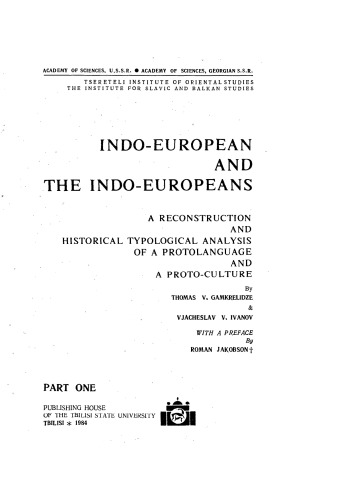 ACADEMY OF SCIENCES, U.S.S.R. ● ACADEMY OF SCIENCES, GEORGIAN S.S.R.
TSERETELI INSTITUTE OF ORIENTAL STUDIES
THE INSTITUTE FOR SLAVIC AND BALKAN STUDIES
INDO-EUROPEAN
AND
THE INDO-EUROPEANS
A RECONSTRUCTION
AND
HISTORICAL TYPOLOGICAL ANALYSIS
OF A PROTOLANGUAGE
AND
A PROTO-CULTURE
By
THOMAS V. GAMKRELIDZE
&
VJACHESLAV V. IVANOV
WITH A PREFACE
By
ROMAN JAKOBSON†
PART ONE
PUBLISHING HOUSE
OF THE TBILISI STATE UNIVERSITY
TBILISI * 1984